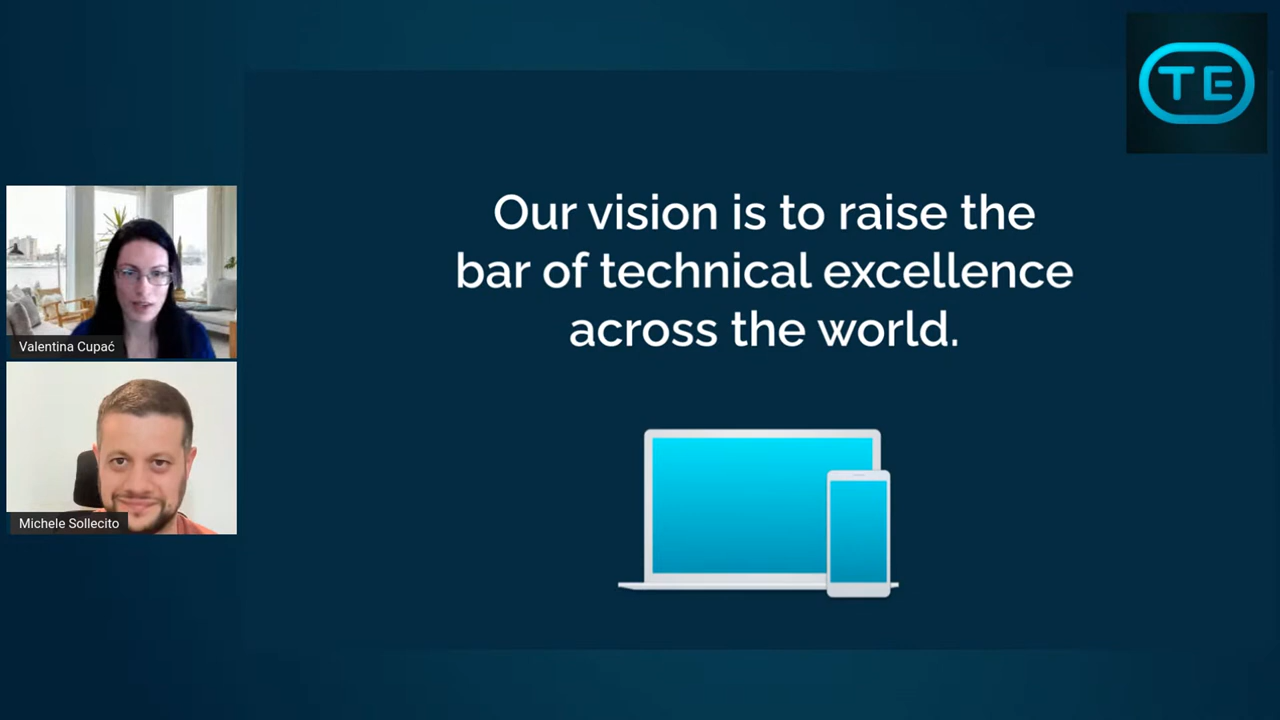 TE
Our vision is to raise the
bar of technical excellence
across the world.
Valentina Cupać
Michele Sollecito